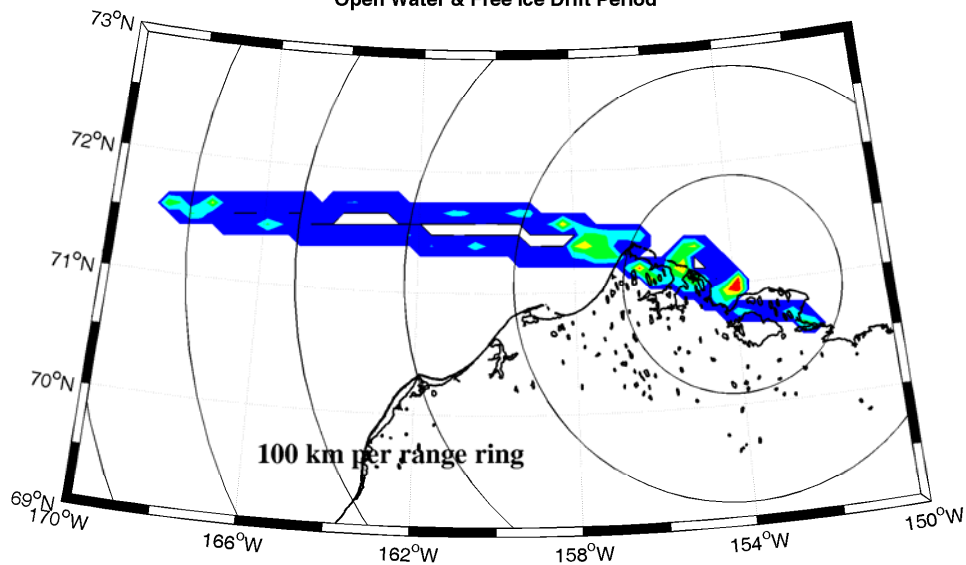 Open Water & Free Ice Drift Period
73°N
72°N
71°N
70°N
69°N
100 km per range ring
170°W
166°W
162°W
158°W
154°W
150°W